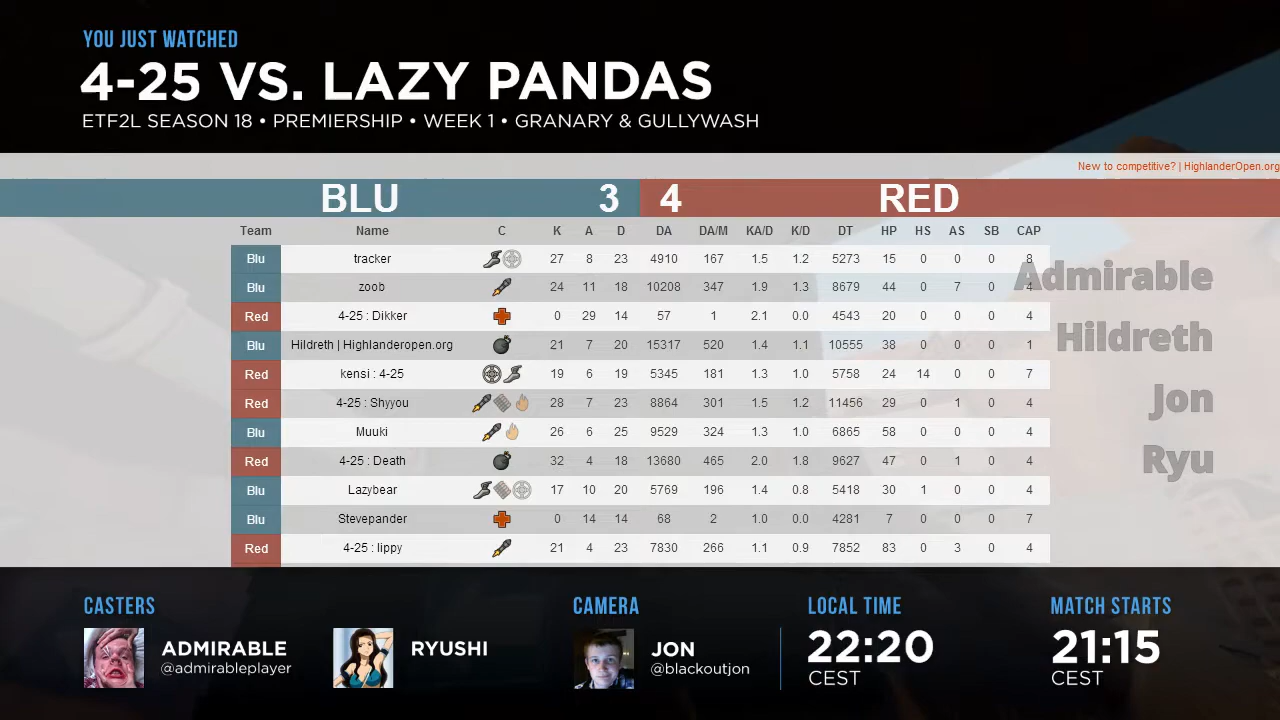 YOU JUST WATCHED
4-25 VS. LAZY PANDAS
ETF2L SEASON 18 • PREMIERSHIP • WEEK 1 • GRANARY & GULLYWASH
New to competitive? | HighlanderOpen.org
BLU 3 4 RED
Team Name C K A D DA DA/M KA/D K/D DT HP HS AS SB CAP
Blu tracker 27 8 23 4910 167 1.5 1.2 5273 15 0 0 0 8
Blu zoob 24 11 18 10208 347 1.9 1.3 8679 44 0 7 0 4
Red 4-25 : Dikker 0 29 14 57 1 2.1 0.0 4543 20 0 0 0 4
Blu Hildreth | Highlanderopen.org 21 7 20 15317 520 1.4 1.1 10555 38 0 0 0 1
Red kensi : 4-25 19 6 19 5345 181 1.3 1.0 5758 24 14 0 0 7
Red 4-25 : Shyyou 28 7 23 8864 301 1.5 1.2 11456 29 0 1 0 4
Blu Muuki 26 6 25 9529 324 1.3 1.0 6865 58 0 0 0 4
Red 4-25 : Death 32 4 18 13680 465 2.0 1.8 9627 47 0 1 0 4
Blu Lazybear 17 10 20 5769 196 1.4 0.8 5418 30 1 0 0 4
Blu Stevepander 0 14 14 68 2 1.0 0.0 4281 7 0 0 0 7
Red 4-25 : lippy 21 4 23 7830 266 1.1 0.9 7852 83 0 3 0 4
Admirable
Hildreth
Jon
Ryu
CASTERS
ADMIRABLE
@admirableplayer
RYUSHI
CAMERA
JON
@blackoutjon
LOCAL TIME
22:20
CEST
MATCH STARTS
21:15
CEST